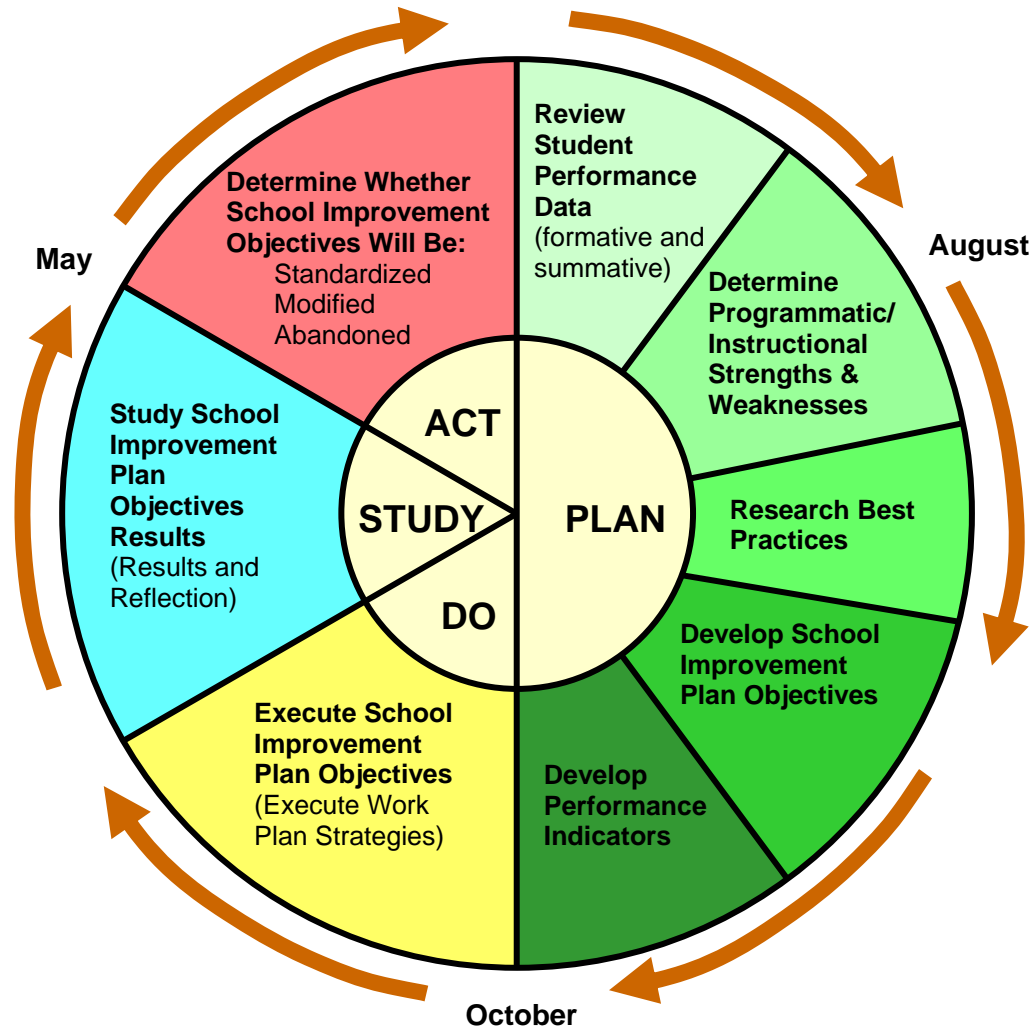 Review
Student
Performance
Data
(formative and
summative)
August
Determine
Programmatic/
Instructional
Strengths &
Weaknesses
Research Best
Practices
Develop School
Improvement
Plan Objectives
Develop
Performance
Indicators
October
Execute School
Improvement
Plan Objectives
(Execute Work
Plan Strategies)
Study School
Improvement
Plan
Objectives
Results
(Results and
Reflection)
May
Determine Whether
School Improvement
Objectives Will Be:
Standardized
Modified
Abandoned
PLAN
DO
STUDY
ACT